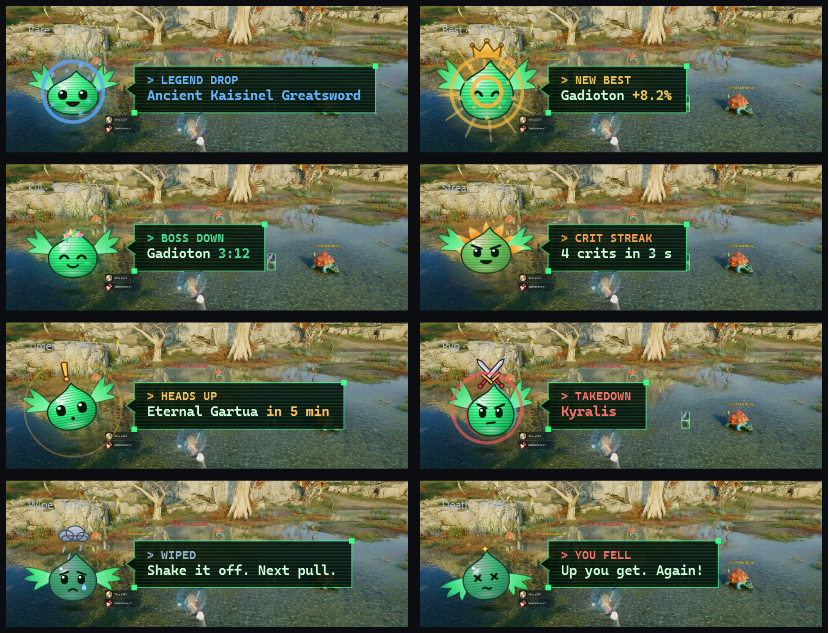 > LEGEND DROP
Ancient Kaisinel Greatsword
> NEW BEST
Gadioton +8.2%
> BOSS DOWN
Gadioton 3:12
> CRIT STREAK
4 crits in 3 s
> HEADS UP
Eternal Gartua in 5 min
> TAKEDOWN
Kyralis
> WIPED
Shake it off. Next pull.
> YOU FELL
Up you get. Again!